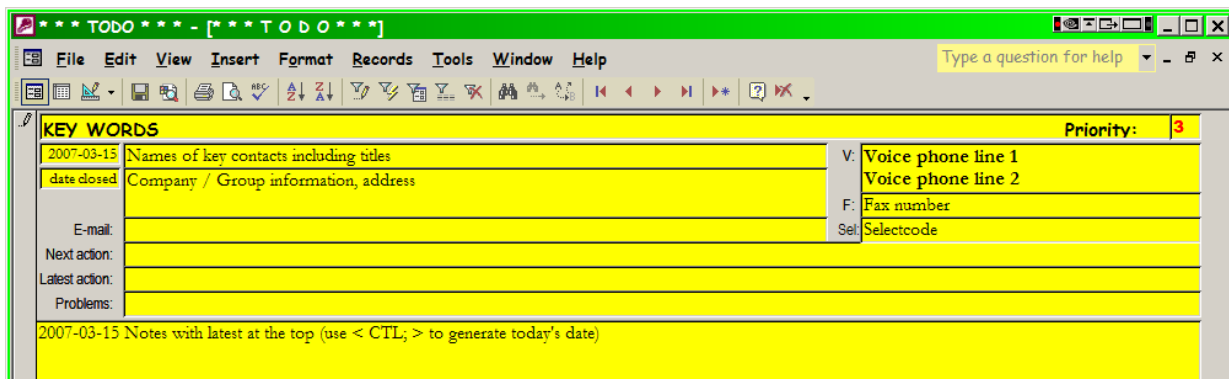 * * * TODO * * * - [* * * T O D O * * *]
File Edit View Insert Format Records Tools Window Help Type a question for help
KEY WORDS Priority: 3
2007-03-15 Names of key contacts including titles V: Voice phone line 1
date closed Company / Group information, address Voice phone line 2
F: Fax number
E-mail: Sel: Selectcode
Next action:
Latest action:
Problems:
2007-03-15 Notes with latest at the top (use < CTL; > to generate today's date)